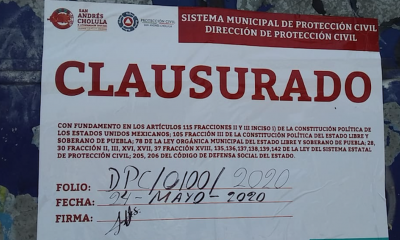 SAN
ANDRÉS
CHOLULA
PROTECCIÓN CIVIL
SISTEMA MUNICIPAL DE PROTECCIÓN CIVIL
DIRECCIÓN DE PROTECCIÓN CIVIL
CLAUSURADO
CON FUNDAMENTO EN LOS ARTÍCULOS 115 FRACCIONES II Y III INCISO I) DE LA CONSTITUCIÓN POLÍTICA DE
LOS ESTADOS UNIDOS MEXICANOS; 105 FRACCIÓN III DE LA CONSTITUCIÓN POLÍTICA DEL ESTADO LIBRE Y
SOBERANO DE PUEBLA; 78 DE LA LEY ORGÁNICA MUNICIPAL DEL ESTADO LIBRE Y SOBERANO DE PUEBLA; 28,
30 FRACCIÓN II, III, XVI, XVII, 37 FRACCIÓN XVIII, 135,136,137,138,139,142 DE LA LEY DEL SISTEMA ESTATAL
DE PROTECCIÓN CIVIL; 205, 206 DEL CÓDIGO DE DEFENSA SOCIAL DEL ESTADO.
FOLIO: DPC/0100/2020
FECHA: 24-MAYO-2020
FIRMA: